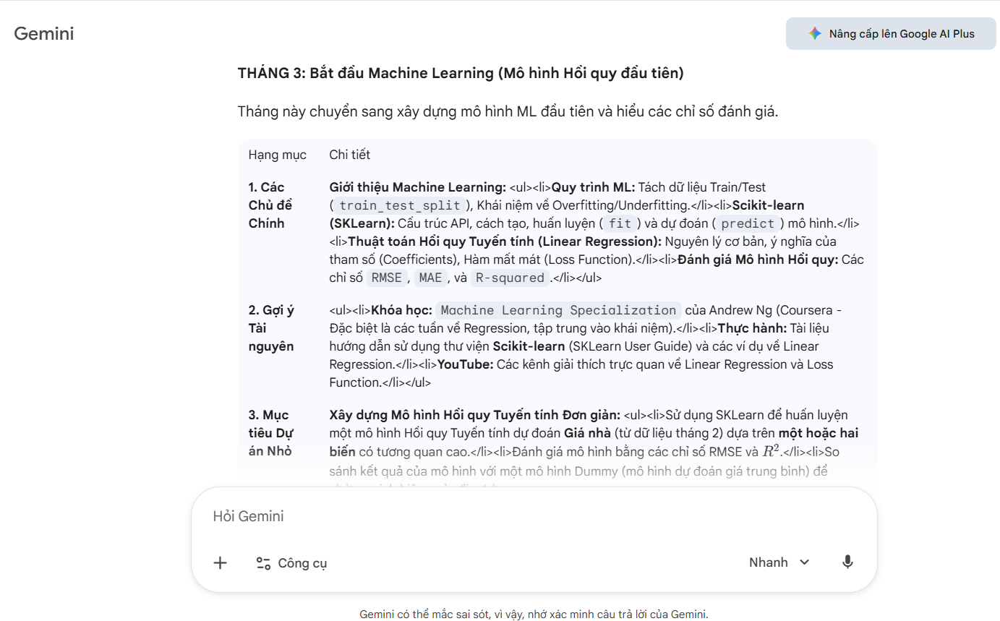 Gemini
Nâng cấp lên Google AI Plus
THÁNG 3: Bắt đầu Machine Learning (Mô hình Hồi quy đầu tiên)
Tháng này chuyển sang xây dựng mô hình ML đầu tiên và hiểu các chỉ số đánh giá.
Hạng mục Chi tiết
1. Các
Chủ đề
Chính
Giới thiệu Machine Learning: <ul><li>Quy trình ML: Tách dữ liệu Train/Test
(train_test_split), Khái niệm về Overfitting/Underfitting.</li><li>Scikit-learn
(SKLearn): Cấu trúc API, cách tạo, huấn luyện (fit) và dự đoán (predict) mô hình.</li>
<li>Thuật toán Hồi quy Tuyến tính (Linear Regression): Nguyên lý cơ bản, ý nghĩa của
tham số (Coefficients), Hàm mất mát (Loss Function).</li><li>Đánh giá Mô hình Hồi quy: Các
chỉ số RMSE, MAE, và R-squared.</li></ul>
2. Gợi ý
Tài
nguyên
<ul><li>Khóa học: Machine Learning Specialization của Andrew Ng (Coursera -
Đặc biệt là các tuần về Regression, tập trung vào khái niệm).</li><li>Thực hành: Tài liệu
hướng dẫn sử dụng thư viện Scikit-learn (SKLearn User Guide) và các ví dụ về Linear
Regression.</li><li>YouTube: Các kênh giải thích trực quan về Linear Regression và Loss
Function.</li></ul>
3. Mục
tiêu Dự
án Nhỏ
Xây dựng Mô hình Hồi quy Tuyến tính Đơn giản: <ul><li>Sử dụng SKLearn để huấn luyện
một mô hình Hồi quy Tuyến tính dự đoán Giá nhà (từ dữ liệu tháng 2) dựa trên một hoặc hai
biến có tương quan cao.</li><li>Đánh giá mô hình bằng các chỉ số RMSE và R².</li><li>So
sánh kết quả của mô hình với một mô hình Dummy (mô hình dự đoán giá trung bình) để
Hỏi Gemini
Công cụ
Nhanh
Gemini có thể mắc sai sót, vì vậy, nhớ xác minh câu trả lời của Gemini.